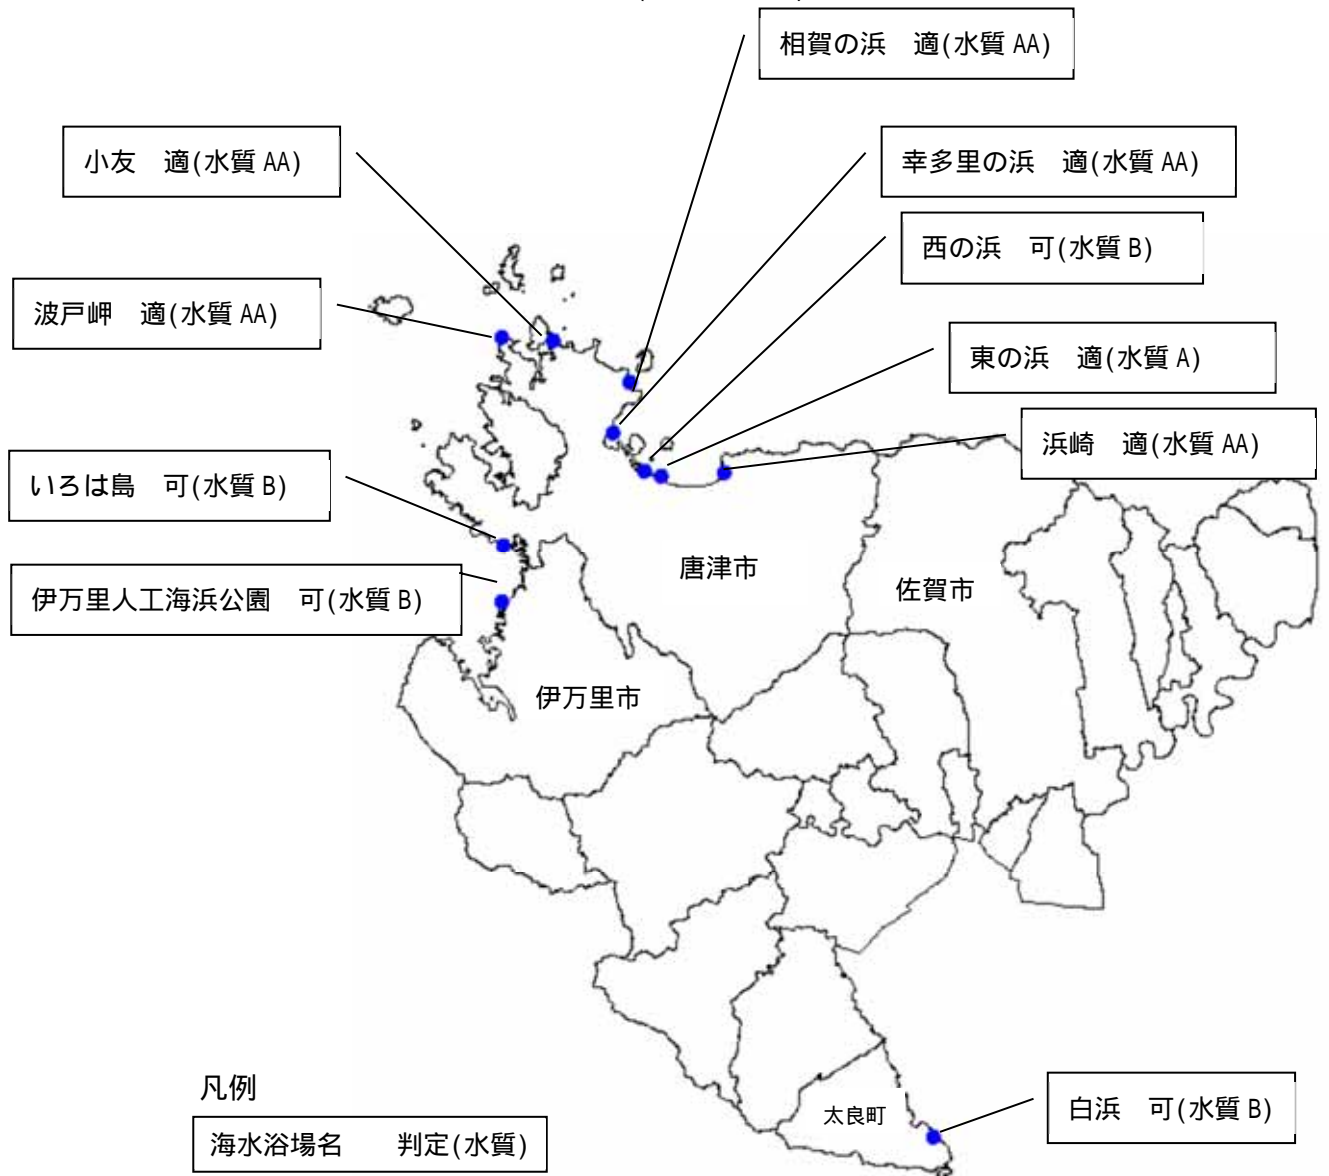 相賀の浜　適(水質 AA)
小友　適(水質 AA)
幸多里の浜　適(水質 AA)
西の浜　可(水質 B)
波戸岬　適(水質 AA)
東の浜　適(水質 A)
浜崎　適(水質 AA)
いろは島　可(水質 B)
唐津市
佐賀市
伊万里人工海浜公園　可(水質 B)
伊万里市
凡例
海水浴場名　　判定(水質)
太良町
白浜　可(水質 B)